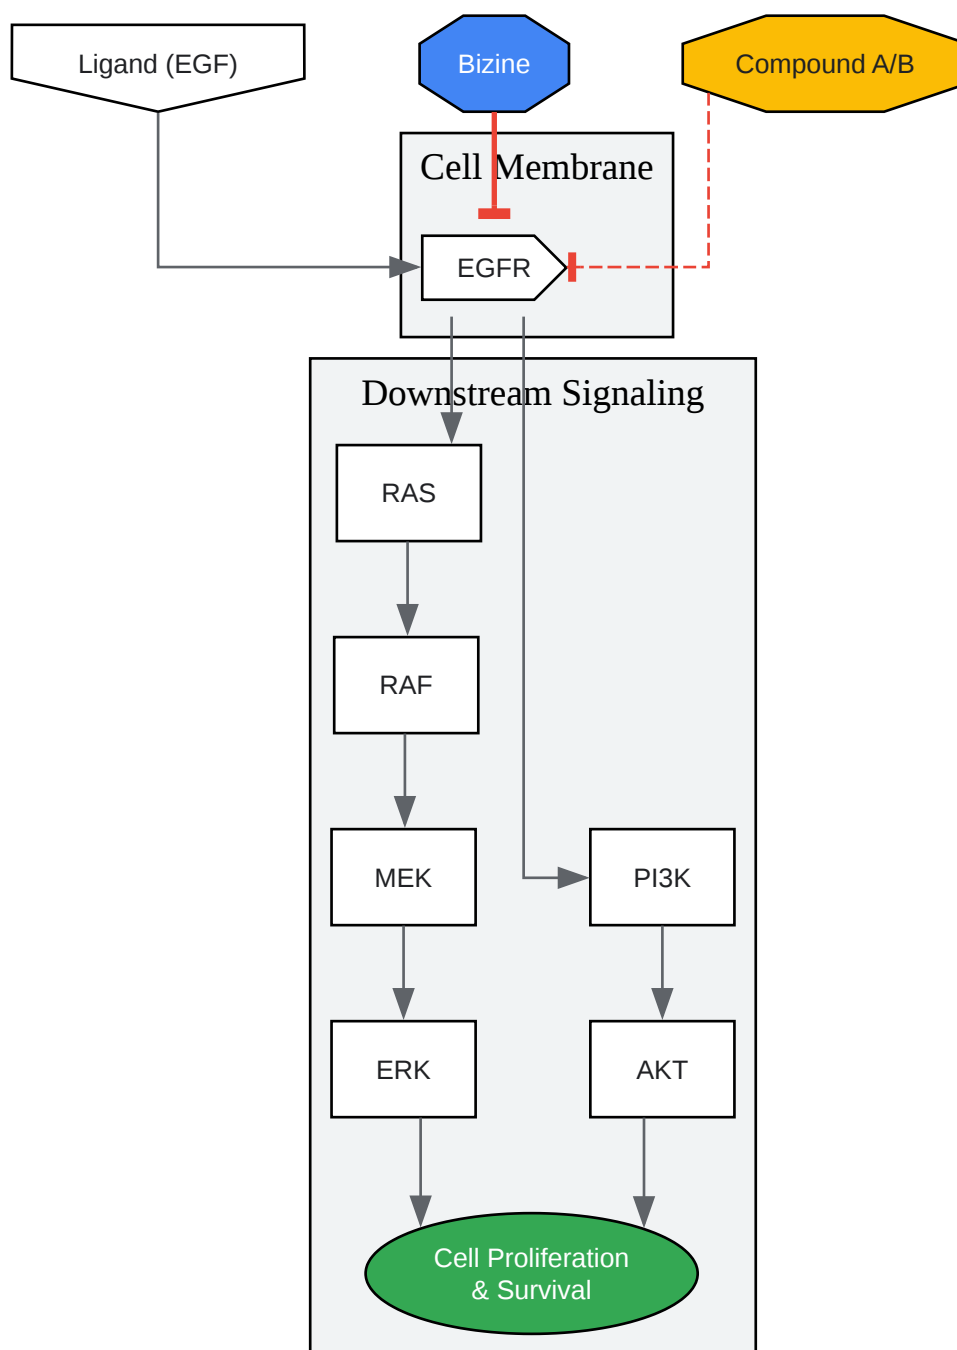 Ligand (EGF)
Bizine
Compound A/B
Cell Membrane
EGFR
Downstream Signaling
RAS
RAF
MEK
PI3K
ERK
AKT
Cell Proliferation
& Survival